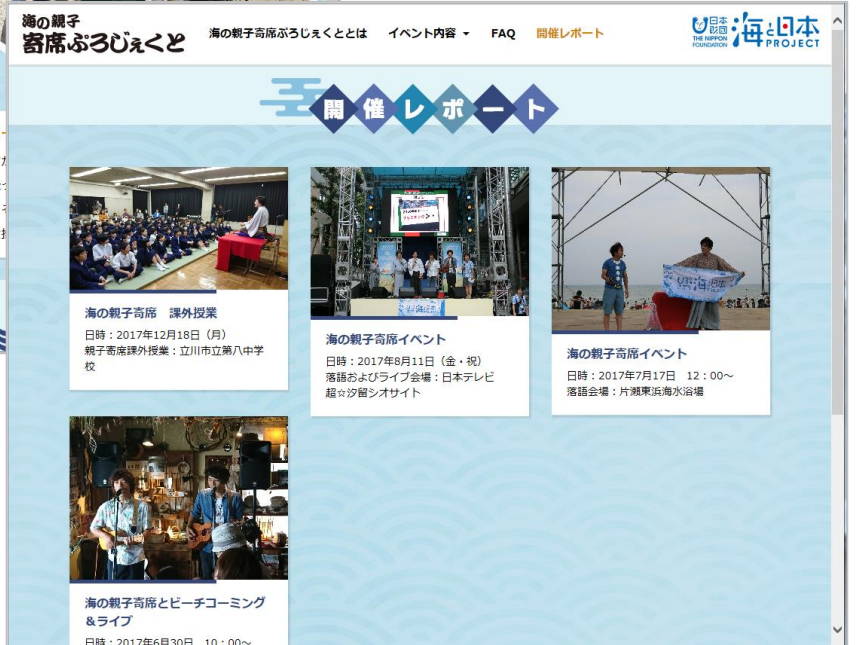 海の親子
寄席ぷろじぇくと
海の親子寄席ぷろじぇくととは イベント内容 FAQ 開催レポート
日本
財団
THE NIPPON
FOUNDATION
海と日本
PROJECT
開催レポート
海の親子寄席 課外授業
日時：2017年12月18日（月）
親子寄席課外授業：立川市立第八中学
校
海の親子寄席イベント
日時：2017年8月11日（金・祝）
落語およびライブ会場：日本テレビ
超☆汐留シオサイト
海の親子寄席イベント
日時：2017年7月17日 12：00～
落語会場：片瀬東浜海水浴場
海の親子寄席とビーチコーミング
＆ライブ
日時：2017年6月30日 10：00～